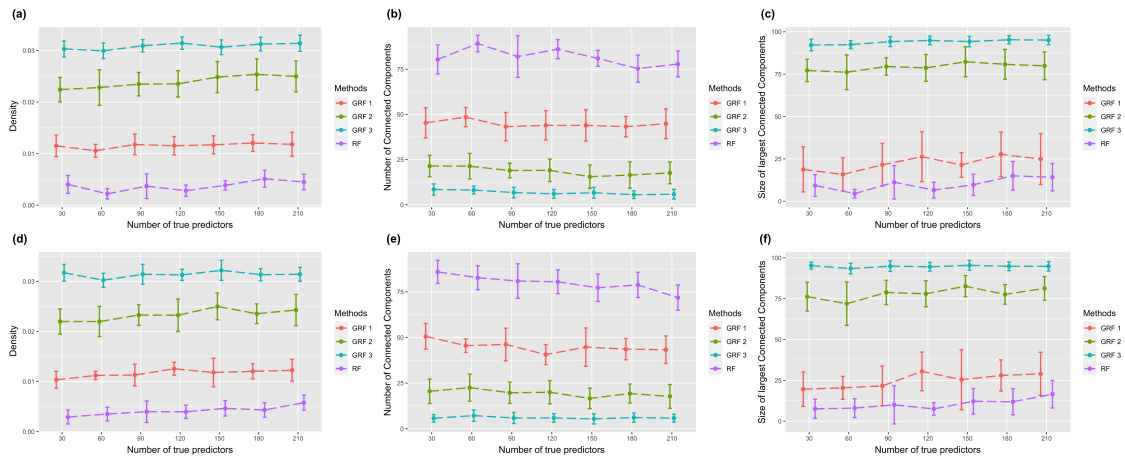 (a)
Density
0.03
0.02
0.01
0.00
30 60 90 120 150 180 210
Number of true predictors
Methods
GRF 1
GRF 2
GRF 3
RF
(b)
Number of Connected Components
75
50
25
0
30 60 90 120 150 180 210
Number of true predictors
Methods
GRF 1
GRF 2
GRF 3
RF
(c)
Size of largest Connected Components
100
75
50
25
0
30 60 90 120 150 180 210
Number of true predictors
Methods
GRF 1
GRF 2
GRF 3
RF
(d)
Density
0.03
0.02
0.01
0.00
30 60 90 120 150 180 210
Number of true predictors
Methods
GRF 1
GRF 2
GRF 3
RF
(e)
Number of Connected Components
75
50
25
0
30 60 90 120 150 180 210
Number of true predictors
Methods
GRF 1
GRF 2
GRF 3
RF
(f)
Size of largest Connected Components
100
75
50
25
0
30 60 90 120 150 180 210
Number of true predictors
Methods
GRF 1
GRF 2
GRF 3
RF